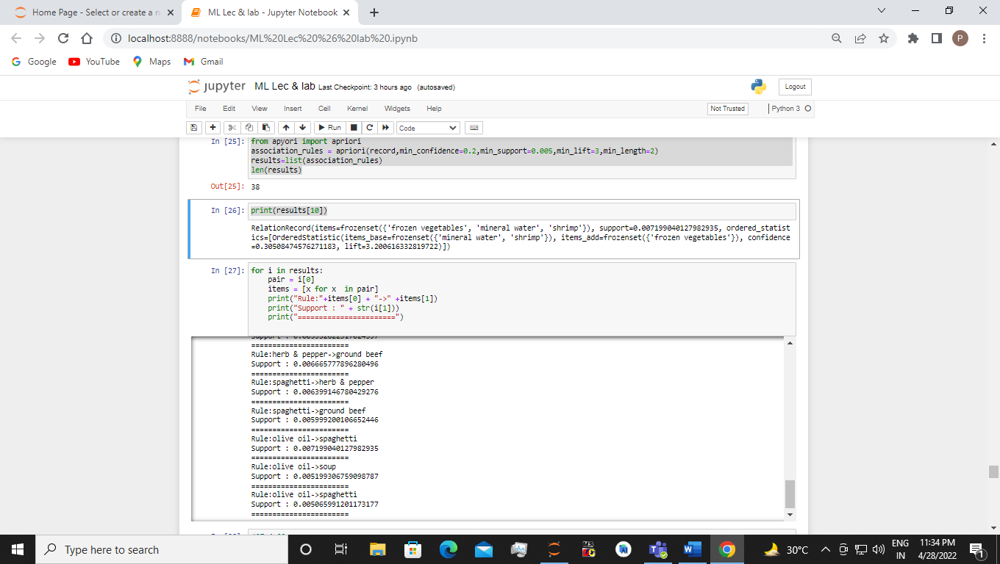 Home Page - Select or create a n
ML Lec & lab - Jupyter Notebook
localhost:8888/notebooks/ML%20Lec%20%26%20lab%20.ipynb
P
Google
YouTube
Maps
Gmail
jupyter
ML Lec & lab Last Checkpoint: 3 hours ago (autosaved)
Logout
File Edit View Insert Cell Kernel Widgets Help
Not Trusted
Python 3
Run
Code
In [25]: from apyori import apriori
association_rules = apriori(record,min_confidence=0.2,min_support=0.005,min_lift=3,min_length=2)
results=list(association_rules)
len(results)
Out[25]: 38
In [26]: print(results[10])
RelationRecord(items=frozenset({'frozen vegetables', 'mineral water', 'shrimp'}), support=0.007199040127982935, ordered_statist
ics=[OrderedStatistic(items_base=frozenset({'mineral water', 'shrimp'}), items_add=frozenset({'frozen vegetables'}), confidence
=0.30508474576271183, lift=3.200616332819722)])
In [27]: for i in results:
    pair = i[0]
    items = [x for x  in pair]
    print("Rule:"+items[0] + "->" +items[1])
    print("Support : " + str(i[1]))
    print("=======================")
=======================
Rule:herb & pepper->ground beef
Support : 0.006665777896280496
=======================
Rule:spaghetti->herb & pepper
Support : 0.006399146780429276
=======================
Rule:spaghetti->ground beef
Support : 0.005999200106652446
=======================
Rule:olive oil->spaghetti
Support : 0.007199040127982935
=======================
Rule:olive oil->soup
Support : 0.005199306759098787
=======================
Rule:olive oil->spaghetti
Support : 0.005065991201173177
=======================
Type here to search
30°C
ENG
IN
11:34 PM
4/28/2022
1